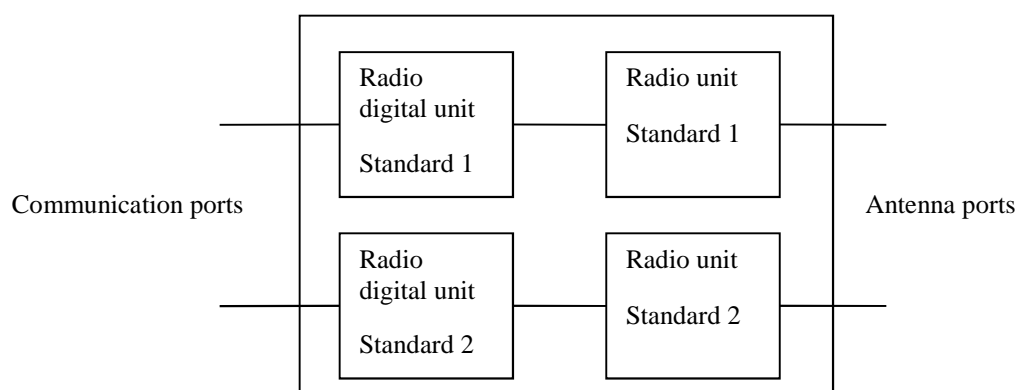 Radio
digital unit
Standard 1
Radio unit
Standard 1
Communication ports
Antenna ports
Radio
digital unit
Standard 2
Radio unit
Standard 2